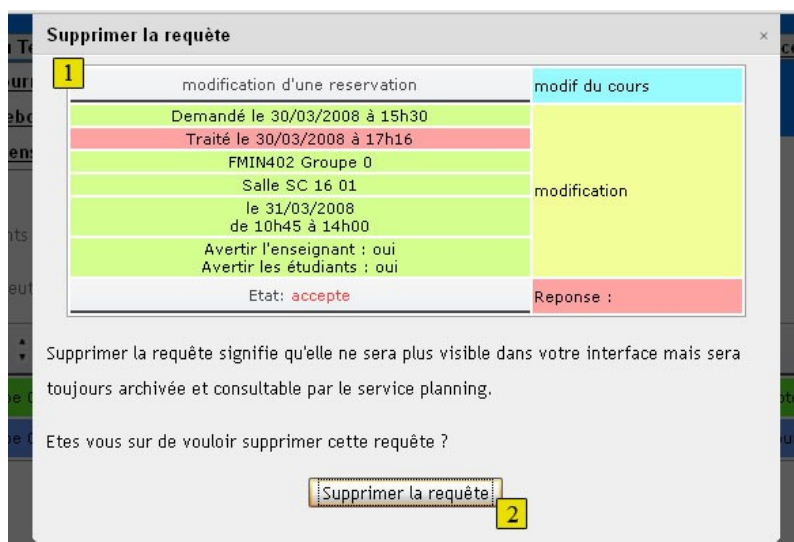 Supprimer la requête ×
1
modification d'une reservation
modif du cours
Demandé le 30/03/2008 à 15h30
Traité le 30/03/2008 à 17h16
FMIN402 Groupe 0
Salle SC 16 01
le 31/03/2008
de 10h45 à 14h00
Avertir l'enseignant : oui
Avertir les étudiants : oui
modification
Etat: accepte
Reponse :
Supprimer la requête signifie qu'elle ne sera plus visible dans votre interface mais sera
toujours archivée et consultable par le service planning.
Etes vous sur de vouloir supprimer cette requête ?
Supprimer la requête
2